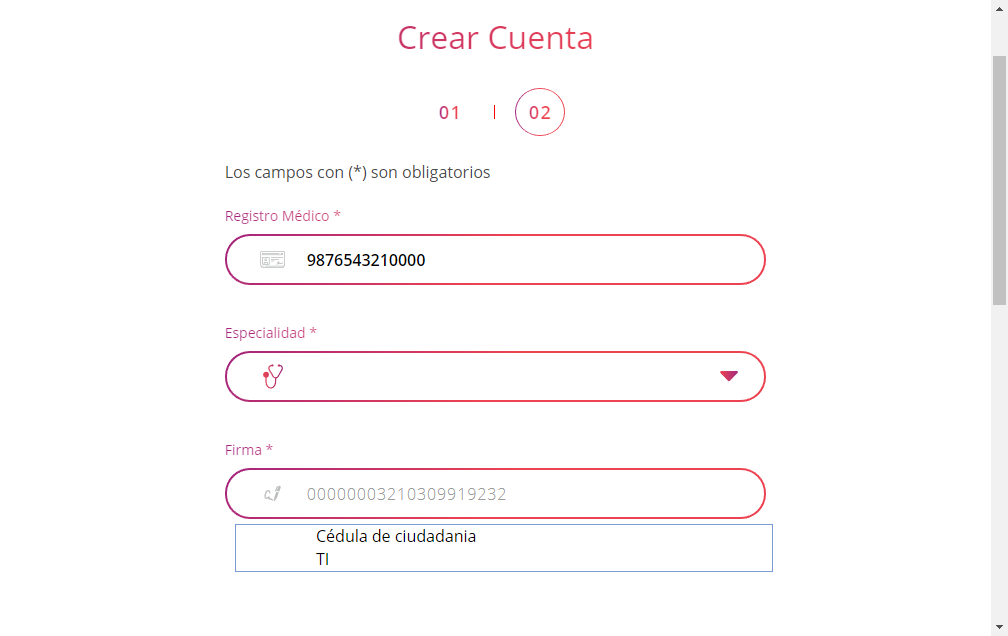 Crear Cuenta
01 | 02
Los campos con (*) son obligatorios
Registro Médico *
9876543210000
Especialidad *
Firma *
00000003210309919232
Cédula de ciudadania
TI